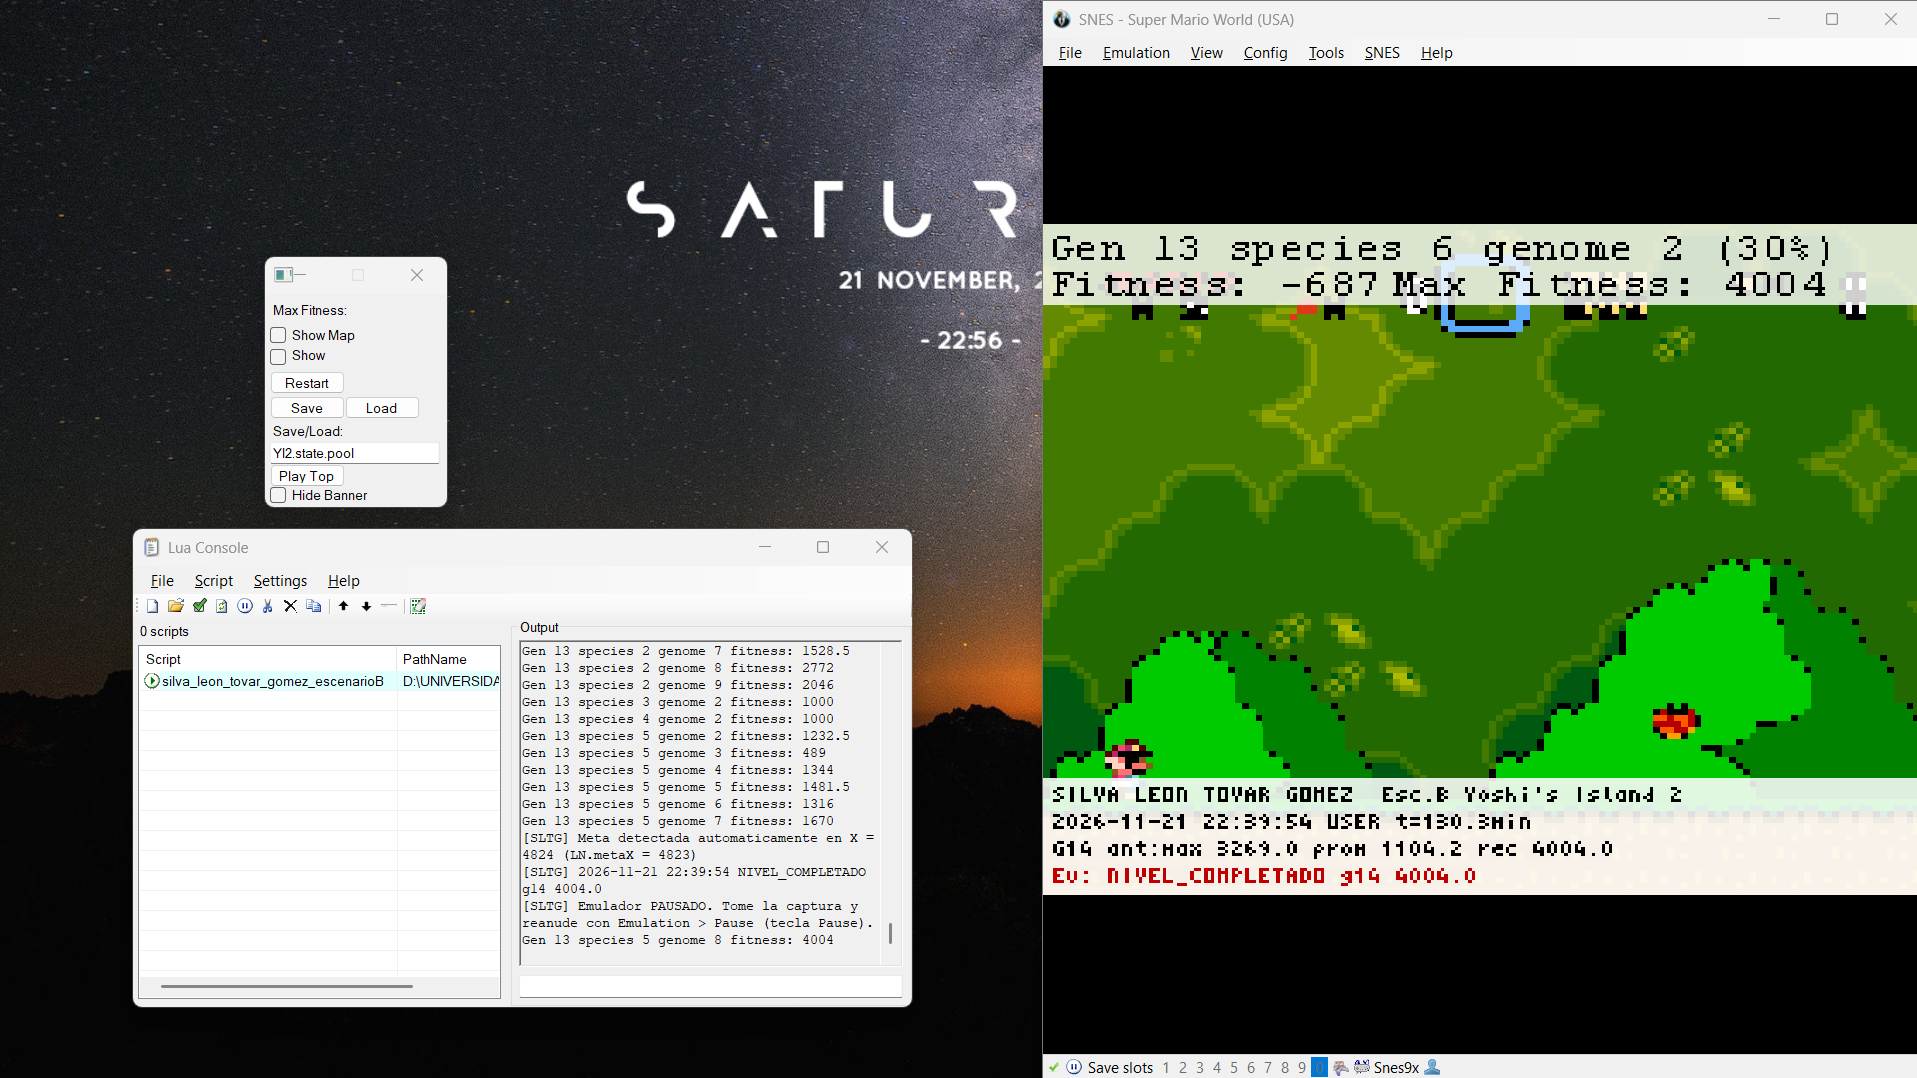 SATUR
21 NOVEMBER, 2
- 22:56 -
Max Fitness:
Show Map
Show
Restart
Save Load
Save/Load:
YI2.state.pool
Play Top
Hide Banner
Lua Console
File Script Settings Help
0 scripts
Script PathName
silva_leon_tovar_gomez_escenarioB D:\UNIVERSIDA
Output
Gen 13 species 2 genome 7 fitness: 1528.5
Gen 13 species 2 genome 8 fitness: 2772
Gen 13 species 2 genome 9 fitness: 2046
Gen 13 species 3 genome 2 fitness: 1000
Gen 13 species 4 genome 2 fitness: 1000
Gen 13 species 5 genome 2 fitness: 1232.5
Gen 13 species 5 genome 3 fitness: 489
Gen 13 species 5 genome 4 fitness: 1344
Gen 13 species 5 genome 5 fitness: 1481.5
Gen 13 species 5 genome 6 fitness: 1316
Gen 13 species 5 genome 7 fitness: 1670
[SLTG] Meta detectada automaticamente en X =
4824 (LN.metaX = 4823)
[SLTG] 2026-11-21 22:39:54 NIVEL_COMPLETADO
g14 4004.0
[SLTG] Emulador PAUSADO. Tome la captura y
reanude con Emulation > Pause (tecla Pause).
Gen 13 species 5 genome 8 fitness: 4004
SNES - Super Mario World (USA)
File Emulation View Config Tools SNES Help
Gen 13 species 6 genome 2 (30%)
Fitness: -687 Max Fitness: 4004
SILVA LEON TOVAR GOMEZ Esc.B Yoshi's Island 2
2026-11-21 22:39:54 USER t=130.3min
G14 ant:max 3269.0 prom 1104.2 rec 4004.0
Ev: NIVEL_COMPLETADO g14 4004.0
Save slots 1 2 3 4 5 6 7 8 9 0 Snes9x